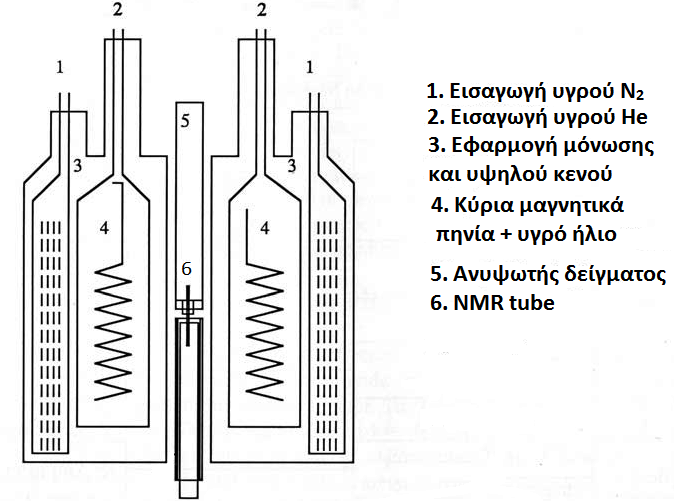 2
2
1
1
5
3
3
4
4
6
1. Εισαγωγή υγρού N₂
2. Εισαγωγή υγρού He
3. Εφαρμογή μόνωσης
και υψηλού κενού
4. Κύρια μαγνητικά
πηνία + υγρό ήλιο
5. Ανυψωτής δείγματος
6. NMR tube